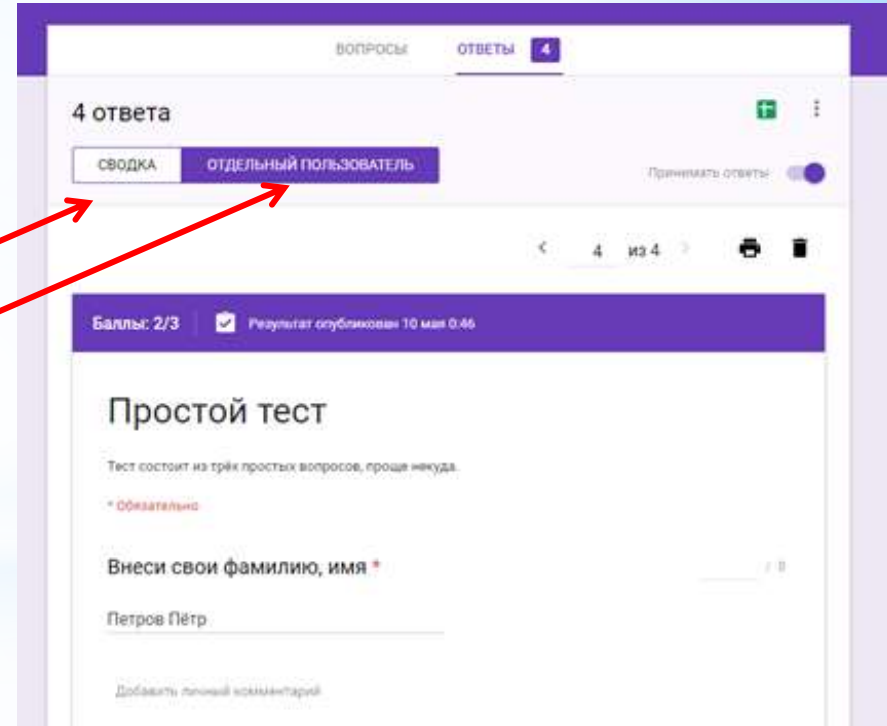 ВОПРОСЫ ОТВЕТЫ 4
4 ответа
СВОДКА ОТДЕЛЬНЫЙ ПОЛЬЗОВАТЕЛЬ
Принимать ответы
4 из 4
Баллы: 2/3 Результат опубликован 10 мая 0:46
Простой тест
Тест состоит из трёх простых вопросов, проще некуда.
* Обязательно
Внеси свои фамилию, имя *
/ 0
Петров Пётр
Добавить личный комментарий